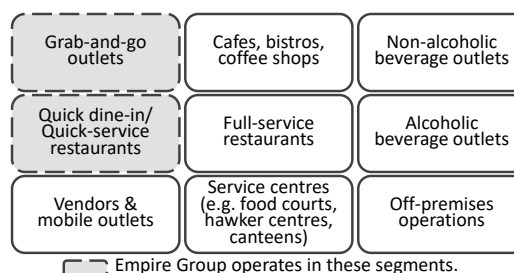 Grab-and-go
outlets
Cafes, bistros,
coffee shops
Non-alcoholic
beverage outlets
Quick dine-in/
Quick-service
restaurants
Full-service
restaurants
Alcoholic
beverage outlets
Vendors &
mobile outlets
Service centres
(e.g. food courts,
hawker centres,
canteens)
Off-premises
operations
Empire Group operates in these segments.